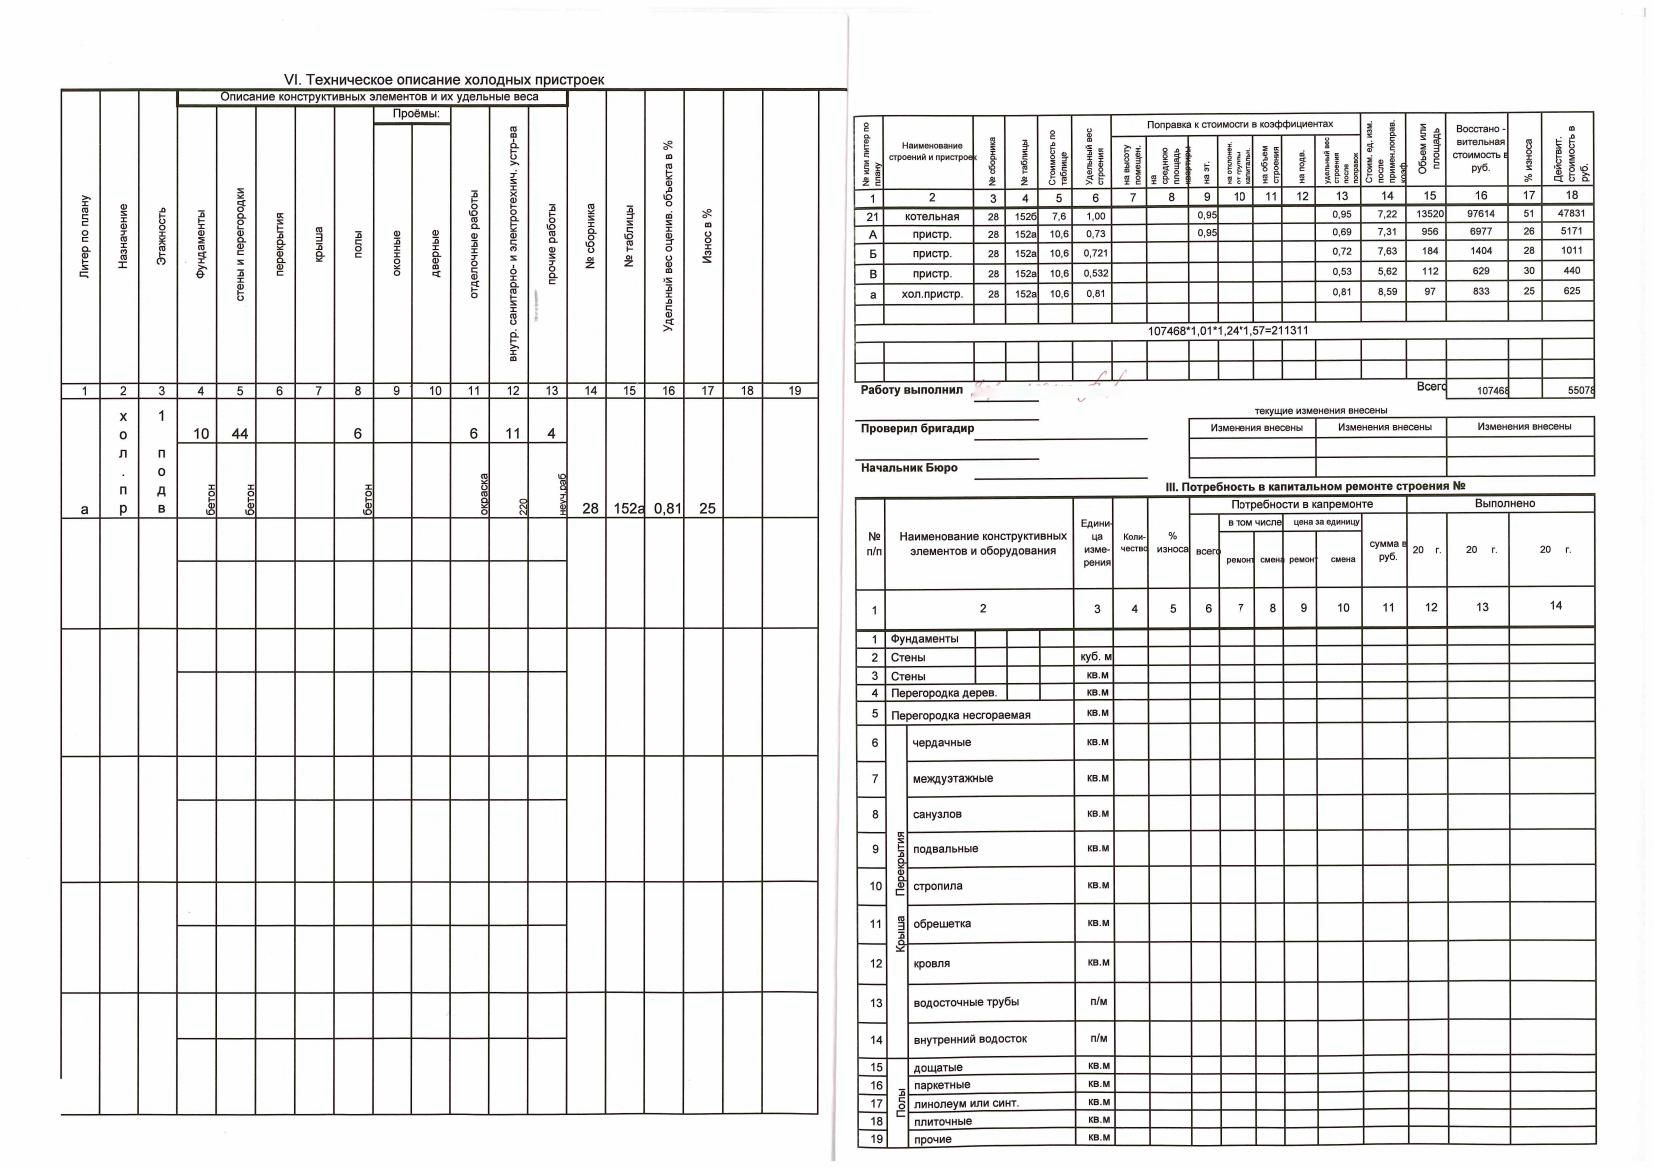 VI. Техническое описание холодных пристроек
Литер по плану
Назначение
Этажность
Описание конструктивных элементов и их удельные веса
Фундаменты
стены и перегородки
перекрытия
крыша
полы
Проёмы:
оконные
дверные
отделочные работы
внутр. санитарно- и электротехнич. устр-ва
прочие работы
№ сборника
№ таблицы
Удельный вес оценив. объекта в %
Износ в %
1 2 3 4 5 6 7 8 9 10 11 12 13 14 15 16 17 18 19
а
хол.пр
1 подв
10 44 6 6 11 4
бетон бетон бетон окраска 220 неуч.раб
28 152а 0,81 25
№ или литер по плану
Наименование строений и пристроек
№ сборника
№ таблицы
Стоимость по таблице
Удельный вес строения
Поправка к стоимости в коэффициентах
на высоту помещен.
на среднюю площадь квартиры
на эт.
на отклонен. от группы капитальн.
на объем строения
на подв.
удельный вес строения после поправок
Стоим. ед. изм. после примен.поправ. коэф
Объем или площадь
Восстано - вительная стоимость в руб.
% износа
Действит. стоимость в руб.
1 2 3 4 5 6 7 8 9 10 11 12 13 14 15 16 17 18
21 котельная 28 152б 7,6 1,00 0,95 0,95 7,22 13520 97614 51 47831
А пристр. 28 152а 10,6 0,73 0,95 0,69 7,31 956 6977 26 5171
Б пристр. 28 152а 10,6 0,721 0,72 7,63 184 1404 28 1011
В пристр. 28 152а 10,6 0,532 0,53 5,62 112 629 30 440
а хол.пристр. 28 152а 10,6 0,81 0,81 8,59 97 833 25 625
107468*1,01*1,24*1,57=211311
Работу выполнил
Всего 107468 55078
текущие изменения внесены
Проверил бригадир
Изменения внесены Изменения внесены Изменения внесены
Начальник Бюро
III. Потребность в капитальном ремонте строения №
№ п/п
Наименование конструктивных элементов и оборудования
Едини- ца изме- рения
Коли- чество
% износа
Потребности в капремонте
всего
в том числе
ремонт смена
цена за единицу
ремонт смена
сумма в руб.
Выполнено
20 г. 20 г. 20 г.
1 2 3 4 5 6 7 8 9 10 11 12 13 14
1 Фундаменты
2 Стены куб. м
3 Стены кв.м
4 Перегородка дерев. кв.м
5 Перегородка несгораемая кв.м
Перекрытия
6 чердачные кв.м
7 междуэтажные кв.м
8 санузлов кв.м
9 подвальные кв.м
Крыша
10 стропила кв.м
11 обрешетка кв.м
12 кровля кв.м
13 водосточные трубы п/м
14 внутренний водосток п/м
Полы
15 дощатые кв.м
16 паркетные кв.м
17 линолеум или синт. кв.м
18 плиточные кв.м
19 прочие кв.м